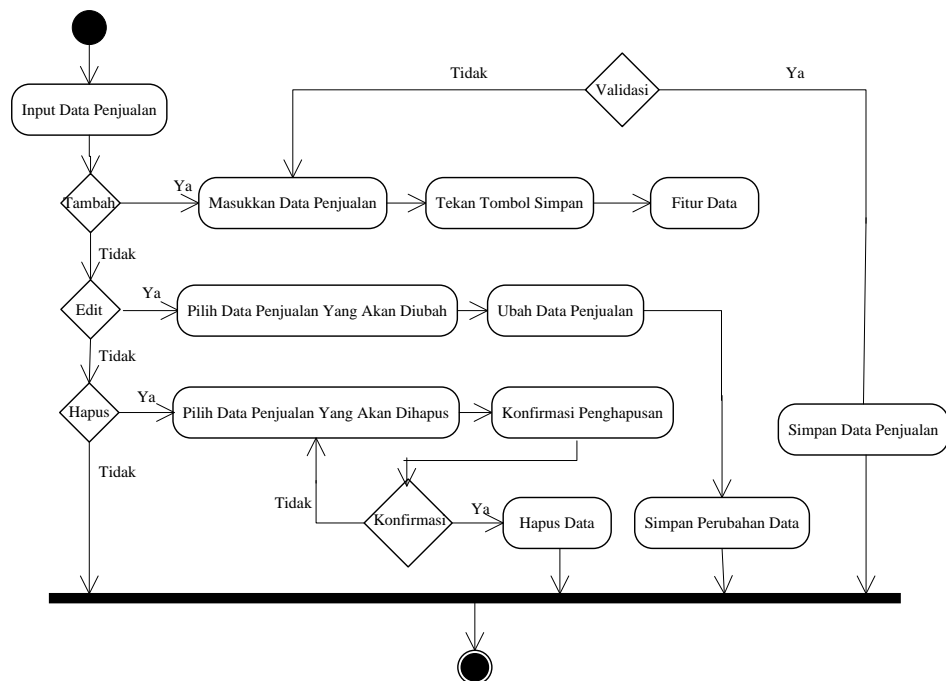 Tidak
Ya
Validasi
Input Data Penjualan
Tambah
Ya
Masukkan Data Penjualan
Tekan Tombol Simpan
Fitur Data
Tidak
Edit
Ya
Pilih Data Penjualan Yang Akan Diubah
Ubah Data Penjualan
Tidak
Hapus
Ya
Pilih Data Penjualan Yang Akan Dihapus
Konfirmasi Penghapusan
Simpan Data Penjualan
Tidak
Tidak
Konfirmasi
Ya
Hapus Data
Simpan Perubahan Data